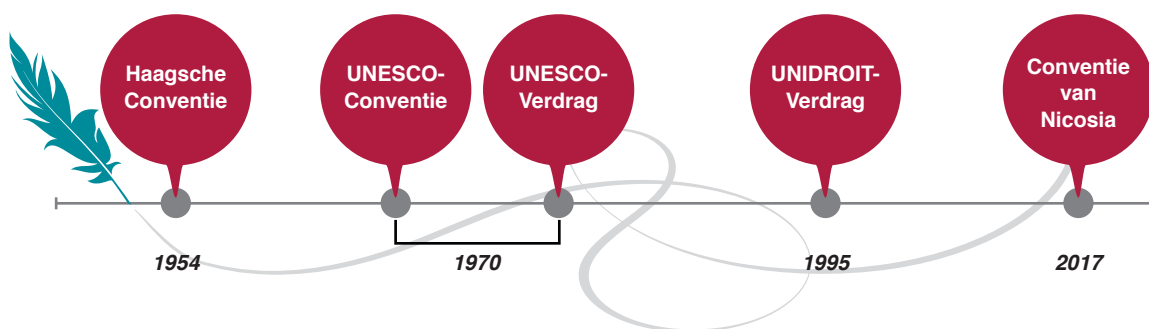 Haagsche
Conventie
UNESCO-
Conventie
UNESCO-
Verdrag
UNIDROIT-
Verdrag
Conventie
van
Nicosia
1954
1970
1995
2017